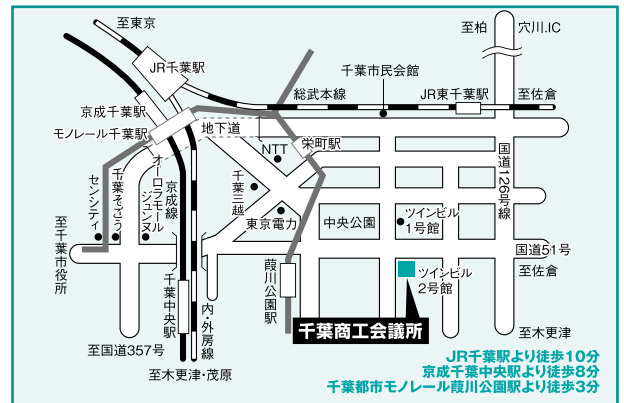 至東京
至柏
穴川.IC
JR千葉駅
千葉市民会館
総武本線
JR東千葉駅
至佐倉
京成千葉駅
モノレール千葉駅
地下道
栄町駅
NTT
国道126号線
オーロラモール
ジュンヌ
京成線
千葉三越
千葉そごう
センシティ
東京電力
中央公園
ツインビル
1号館
至千葉市役所
国道51号
至佐倉
葭川公園駅
ツインビル
2号館
千葉中央駅
内・外房線
千葉商工会議所
至木更津
至国道357号
至木更津・茂原
JR千葉駅より徒歩10分
京成千葉中央駅より徒歩8分
千葉都市モノレール葭川公園駅より徒歩3分